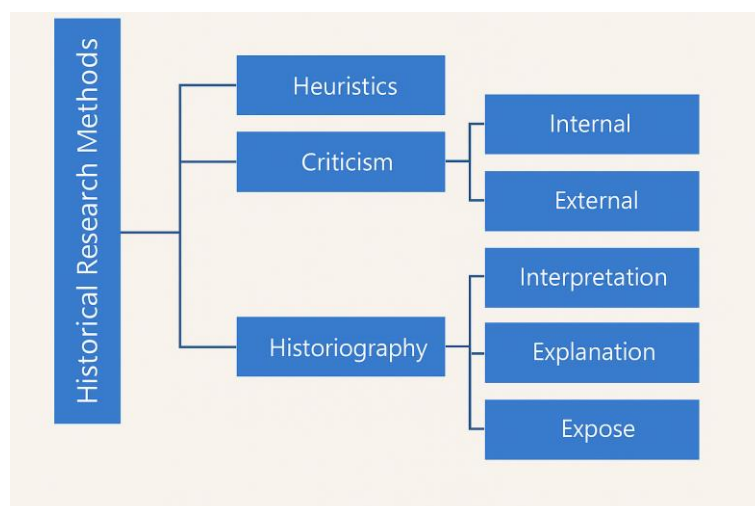 Historical Research Methods
Heuristics
Criticism
Internal
External
Historiography
Interpretation
Explanation
Expose